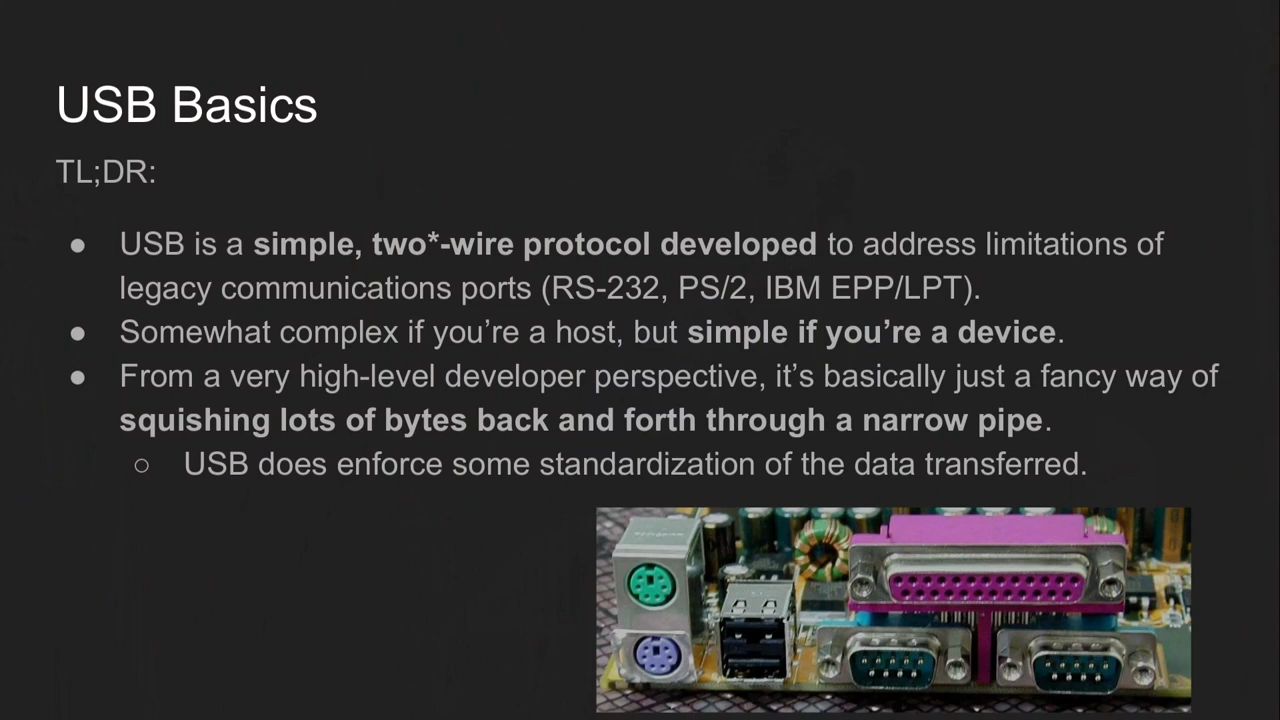 USB Basics
TL;DR:
● USB is a simple, two*-wire protocol developed to address limitations of
legacy communications ports (RS-232, PS/2, IBM EPP/LPT).
● Somewhat complex if you’re a host, but simple if you’re a device.
● From a very high-level developer perspective, it’s basically just a fancy way of
squishing lots of bytes back and forth through a narrow pipe.
○ USB does enforce some standardization of the data transferred.